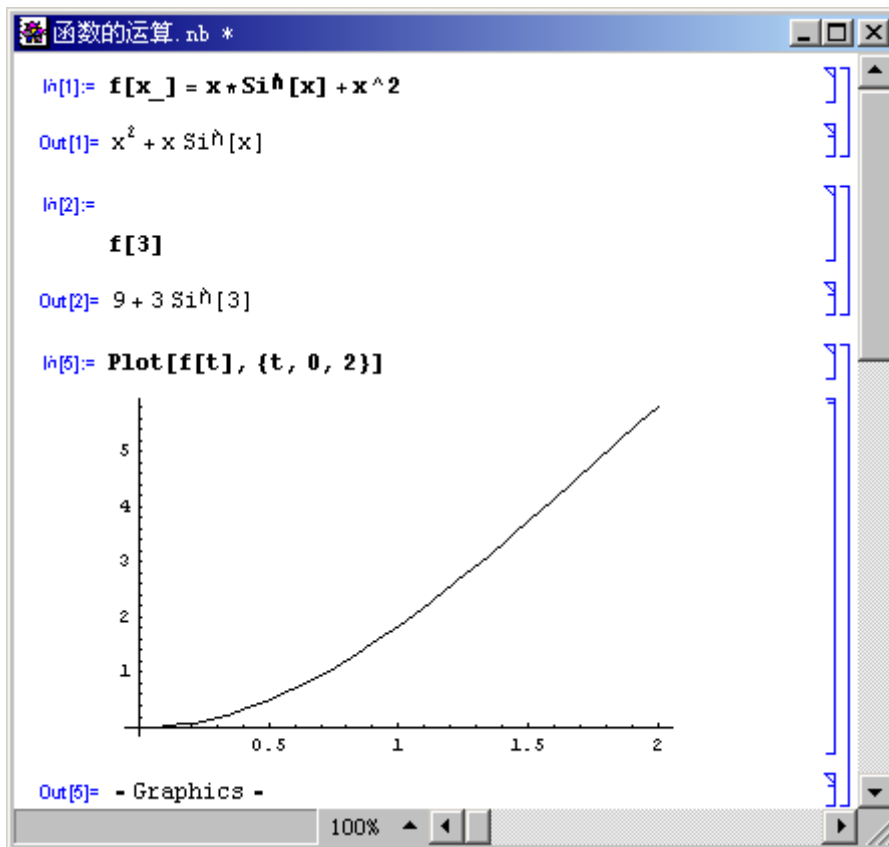 函数的运算.nb *
In[1]:= f[x_] = x*Sin[x] + x^2
Out[1]= x² + x Sin[x]
In[2]:=
f[3]
Out[2]= 9 + 3 Sin[3]
In[5]:= Plot[f[t], {t, 0, 2}]
5
4
3
2
1
0.5 1 1.5 2
Out[5]= - Graphics -
100%